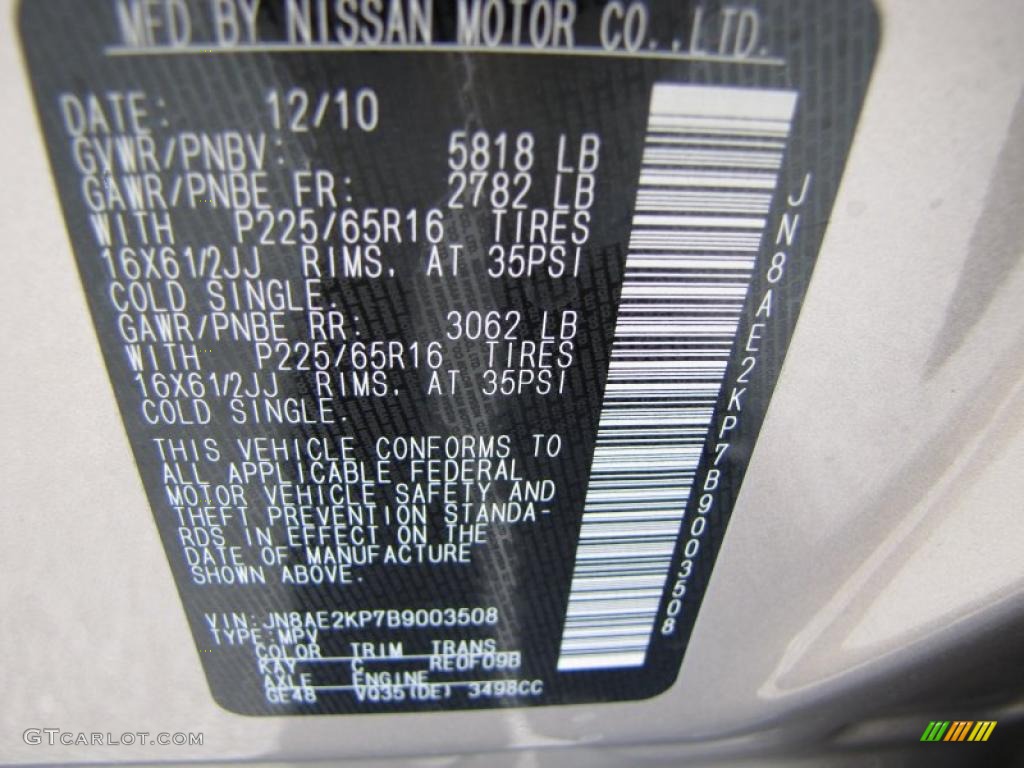 MFD BY NISSAN MOTOR CO.,LTD.
DATE: 12/10
GVWR/PNBV: 5818 LB
GAWR/PNBE FR: 2782 LB
WITH P225/65R16 TIRES
16X61/2JJ RIMS. AT 35PSI
COLD SINGLE.
GAWR/PNBE RR: 3062 LB
WITH P225/65R16 TIRES
16X61/2JJ RIMS. AT 35PSI
COLD SINGLE.
THIS VEHICLE CONFORMS TO
ALL APPLICABLE FEDERAL
MOTOR VEHICLE SAFETY AND
THEFT PREVENTION STANDA-
RDS IN EFFECT ON THE
DATE OF MANUFACTURE
SHOWN ABOVE.
VIN: JN8AE2KP7B9003508
TYPE: MPV
COLOR TRIM TRANS
KAY C RE0F09B
AXLE ENGINE
GE48 VQ35(DE) 3498CC
JN8AE2KP7B9003508
GTcarlot.com